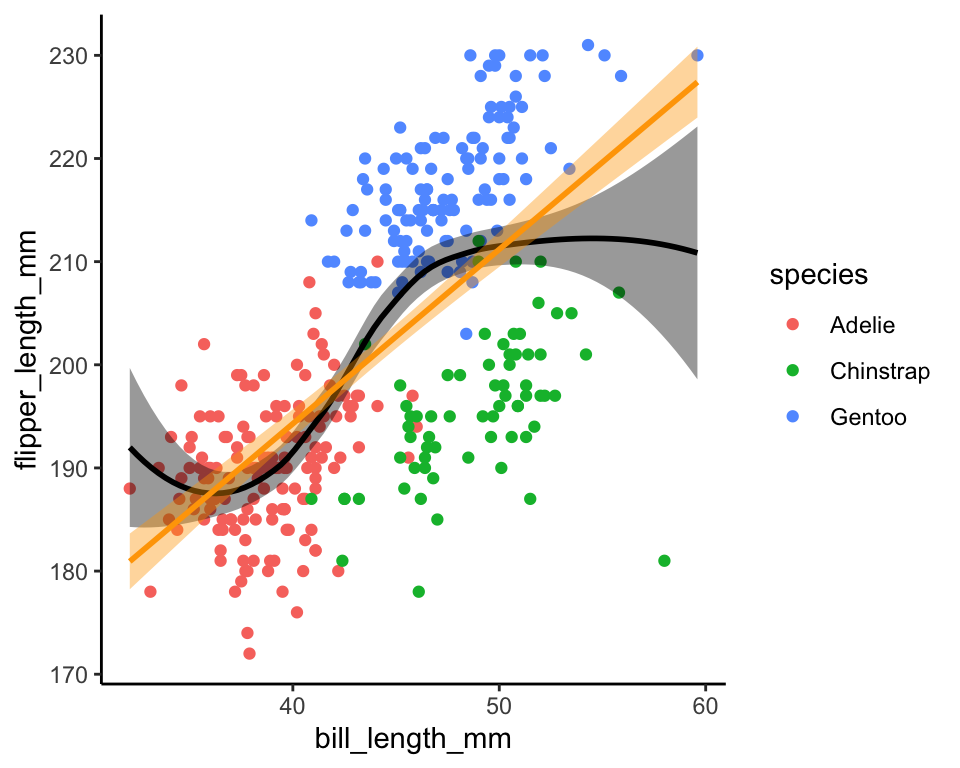 230
220
210
200
190
180
170
flipper_length_mm
40 50 60
bill_length_mm
species
Adelie
Chinstrap
Gentoo